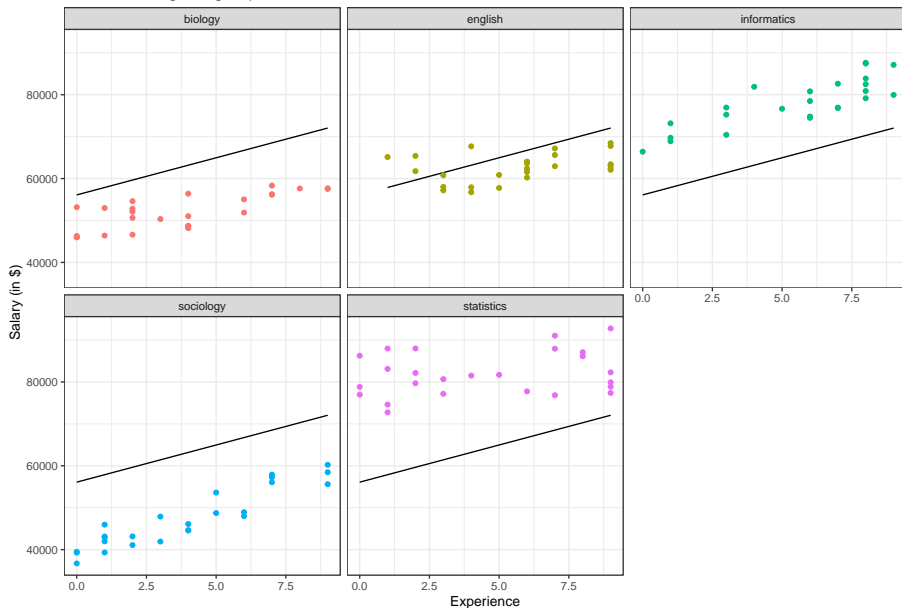 biology
english
informatics
80000
60000
40000
0.0 2.5 5.0 7.5
sociology
statistics
80000
60000
40000
0.0 2.5 5.0 7.5
0.0 2.5 5.0 7.5
Experience
Salary (in $)